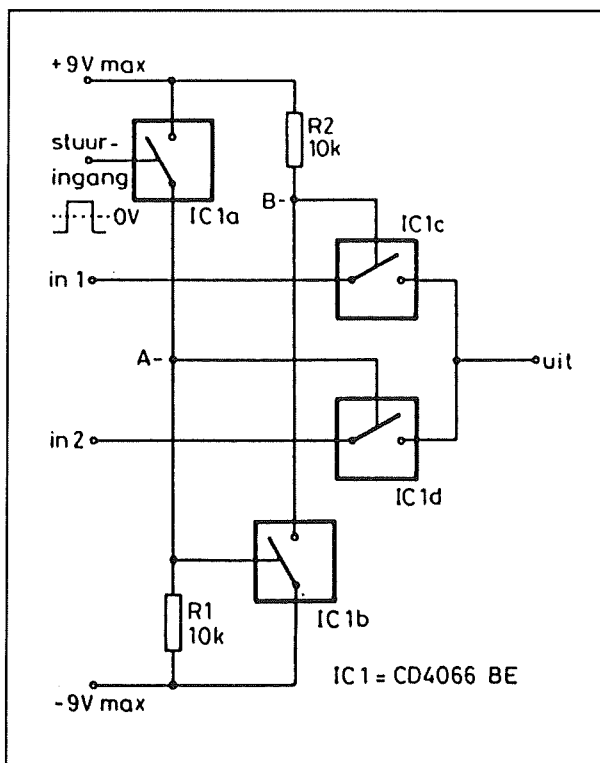 +9V max
stuur-
ingang
0V
IC1a
R2
10k
B-
IC1c
in 1
A-
uit
in 2
IC1d
IC1b
R1
10k
-9V max
IC1 = CD4066 BE